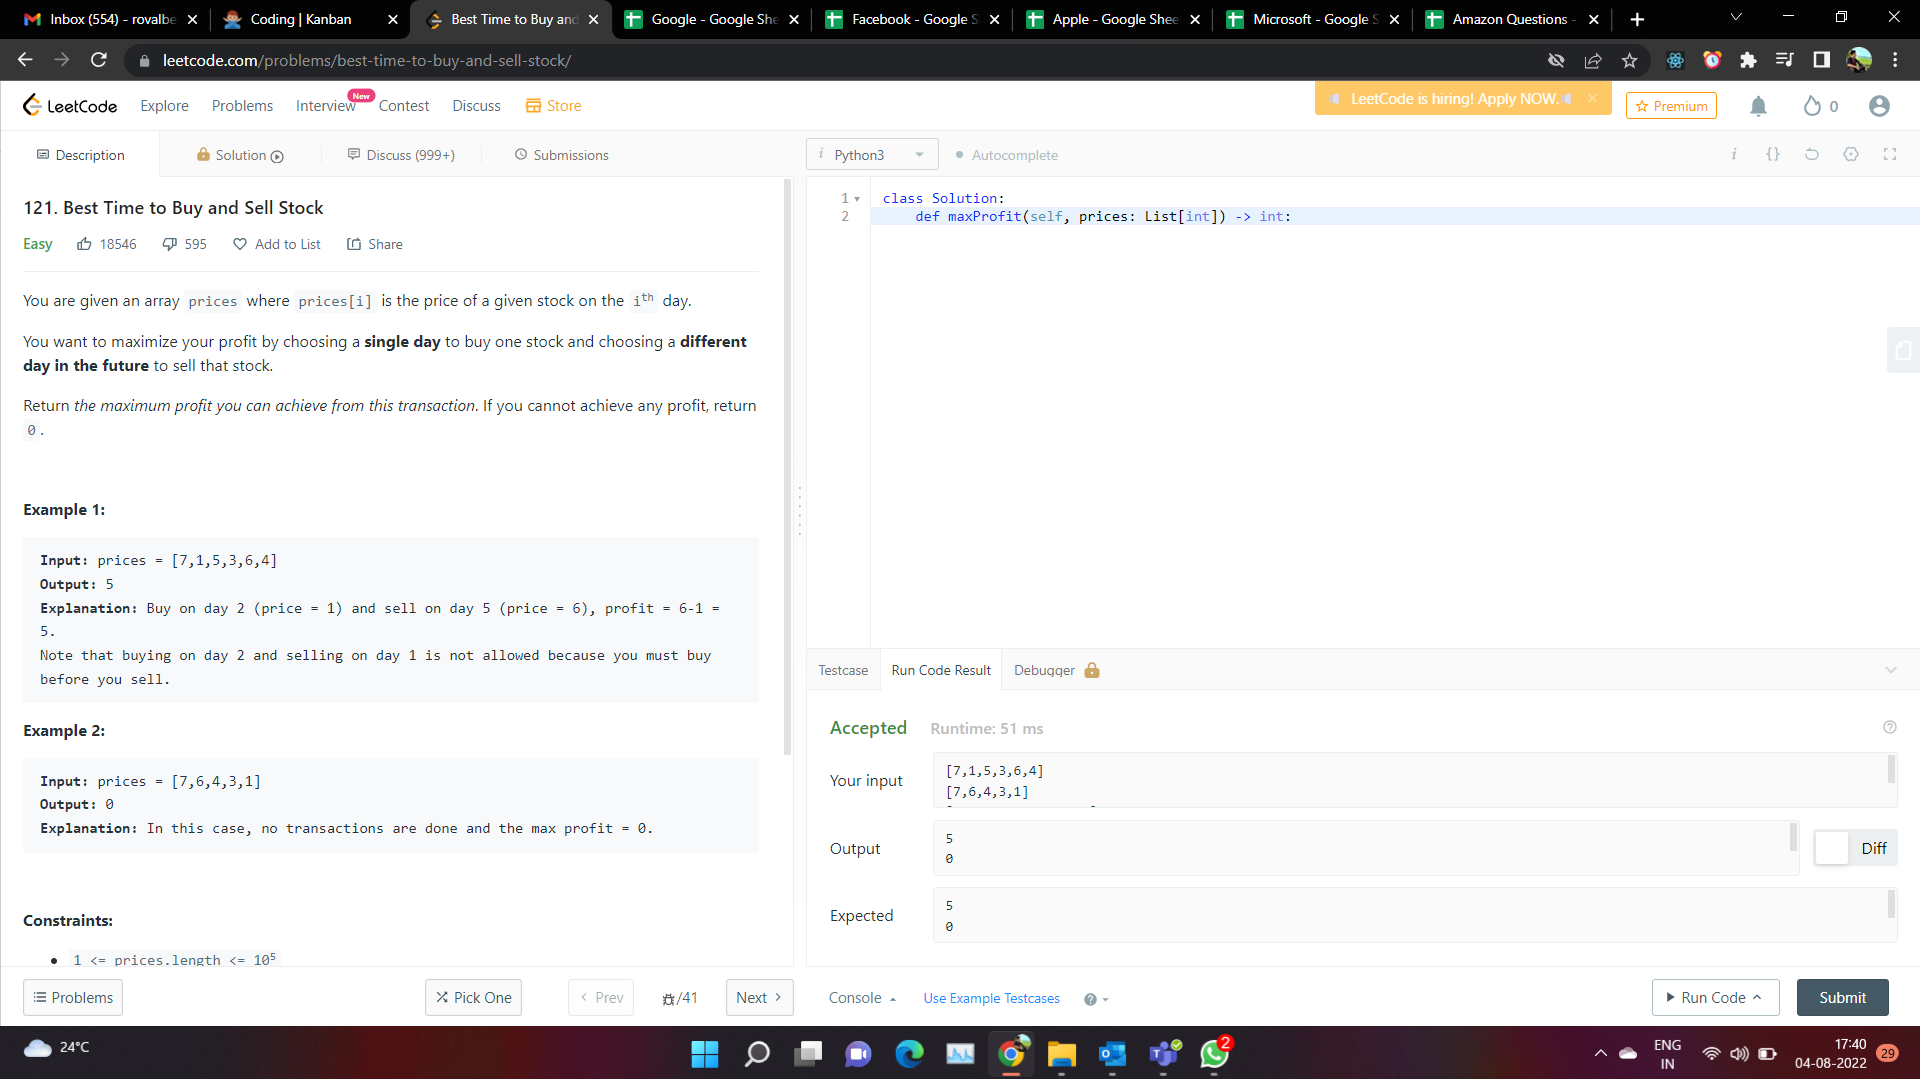 Inbox (554) - rovalbe
Coding | Kanban
Best Time to Buy and
Google - Google She
Facebook - Google S
Apple - Google Shee
Microsoft - Google S
Amazon Questions -
leetcode.com/problems/best-time-to-buy-and-sell-stock/
LeetCode
Explore
Problems
Interview
New
Contest
Discuss
Store
LeetCode is hiring! Apply NOW.
Premium
0
Description
Solution
Discuss (999+)
Submissions
i Python3
Autocomplete
i {}
121. Best Time to Buy and Sell Stock
Easy 18546 595 Add to List Share
You are given an array prices where prices[i] is the price of a given stock on the ith day.
You want to maximize your profit by choosing a single day to buy one stock and choosing a different
day in the future to sell that stock.
Return the maximum profit you can achieve from this transaction. If you cannot achieve any profit, return
0.
Example 1:
Input: prices = [7,1,5,3,6,4]
Output: 5
Explanation: Buy on day 2 (price = 1) and sell on day 5 (price = 6), profit = 6-1 =
5.
Note that buying on day 2 and selling on day 1 is not allowed because you must buy
before you sell.
Example 2:
Input: prices = [7,6,4,3,1]
Output: 0
Explanation: In this case, no transactions are done and the max profit = 0.
Constraints:
1 <= prices.length <= 10⁵
1 class Solution:
2 def maxProfit(self, prices: List[int]) -> int:
Testcase
Run Code Result
Debugger
Accepted Runtime: 51 ms
Your input
[7,1,5,3,6,4]
[7,6,4,3,1]
Output
5
0
Diff
Expected
5
0
Problems
Pick One
Prev
/41
Next
Console
Use Example Testcases
Run Code
Submit
24°C
2
ENG
IN
17:40
04-08-2022
29